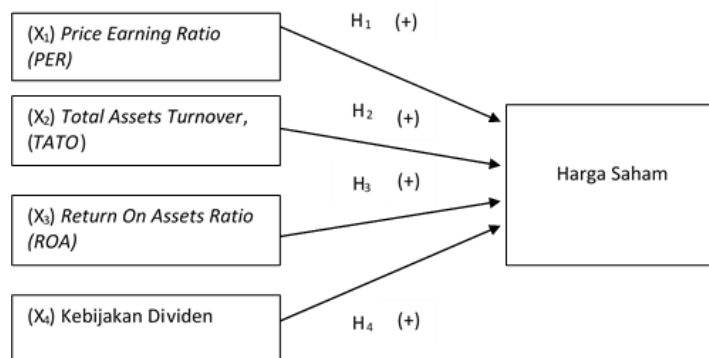 (X₁) Price Earning Ratio
(PER)
H₁ (+)
(X₂) Total Assets Turnover,
(TATO)
H₂ (+)
(X₃) Return On Assets Ratio
(ROA)
H₃ (+)
(X₄) Kebijakan Dividen
H₄ (+)
Harga Saham